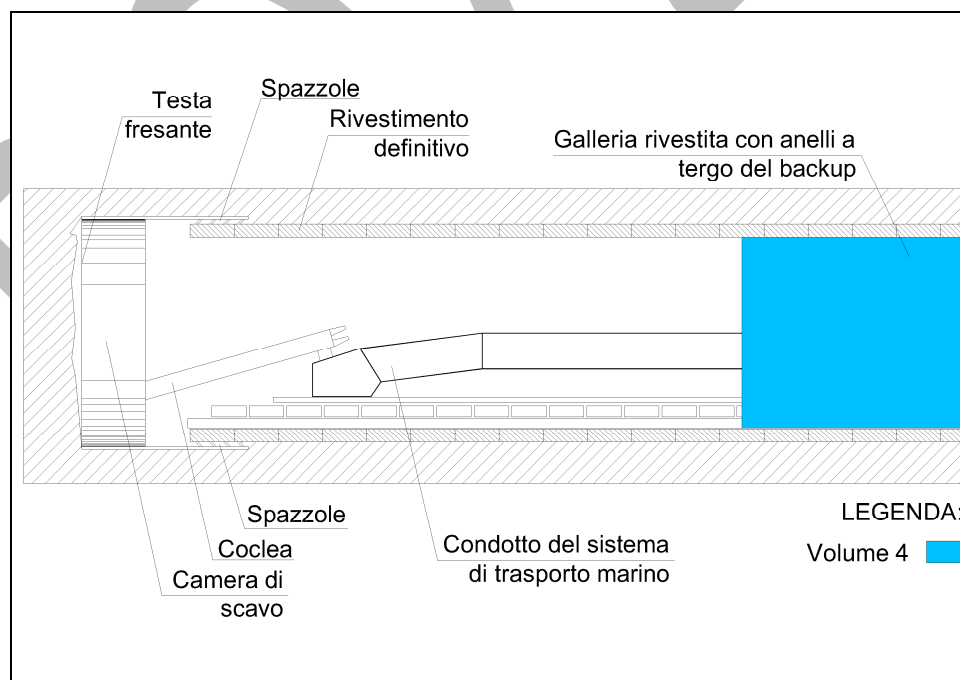 Testa
fresante
Spazzole
Rivestimento
definitivo
Galleria rivestita con anelli a
tergo del backup
Spazzole
Coclea
Camera di
scavo
Condotto del sistema
di trasporto marino
LEGENDA:
Volume 4